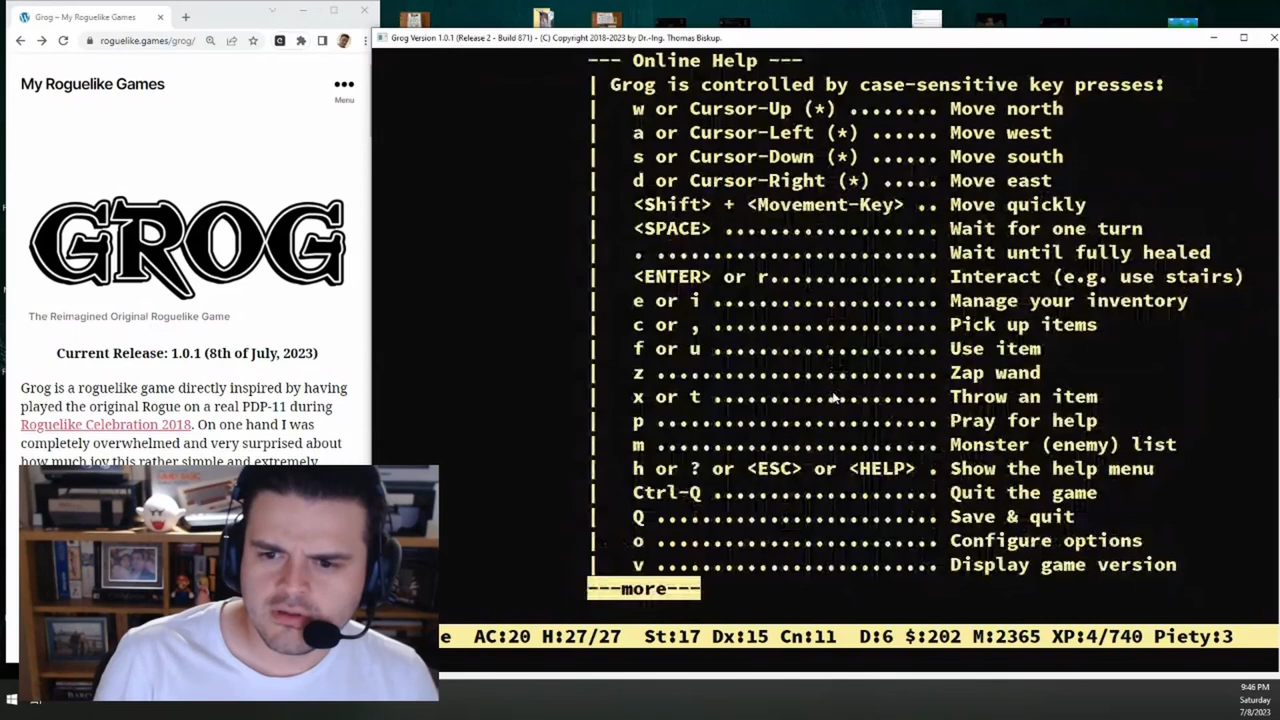 Grog – My Roguelike Games
roguelike.games/grog/
My Roguelike Games
Menu
GROG
The Reimagined Original Roguelike Game
Current Release: 1.0.1 (8th of July, 2023)
Grog is a roguelike game directly inspired by having
played the original Rogue on a real PDP-11 during
Roguelike Celebration 2018. On one hand I was
completely overwhelmed and very surprised about
how much joy this rather simple and extremely
Grog Version 1.0.1 (Release 2 - Build 871) - (C) Copyright 2018-2023 by Dr.-Ing. Thomas Biskup.
--- Online Help ---
| Grog is controlled by case-sensitive key presses:
| w or Cursor-Up (*) ........ Move north
| a or Cursor-Left (*) ...... Move west
| s or Cursor-Down (*) ...... Move south
| d or Cursor-Right (*) ..... Move east
| <Shift> + <Movement-Key> .. Move quickly
| <SPACE> ................... Wait for one turn
| . ......................... Wait until fully healed
| <ENTER> or r............... Interact (e.g. use stairs)
| e or i .................... Manage your inventory
| c or , .................... Pick up items
| f or u .................... Use item
| z ......................... Zap wand
| x or t .................... Throw an item
| p ......................... Pray for help
| m ......................... Monster (enemy) list
| h or ? or <ESC> or <HELP> . Show the help menu
| Ctrl-Q .................... Quit the game
| Q ......................... Save & quit
| o ......................... Configure options
| v ......................... Display game version
---more---
e AC:20 H:27/27 St:17 Dx:15 Cn:11 D:6 $:202 M:2365 XP:4/740 Piety:3
9:46 PM
Saturday
7/8/2023